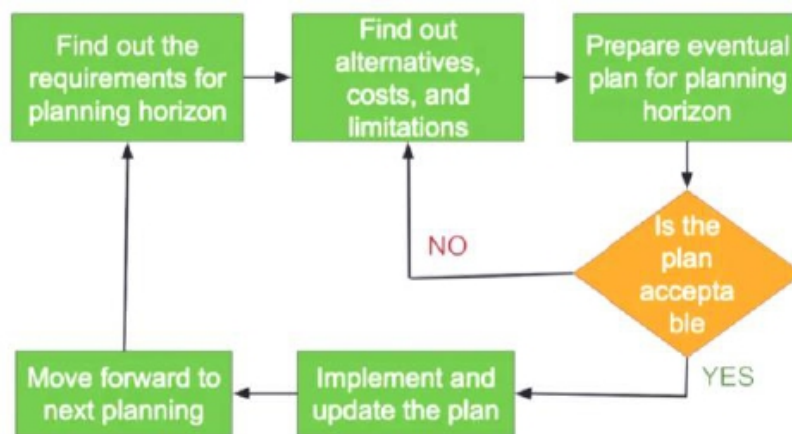 Find out the
requirements for
planning horizon
Find out
alternatives,
costs, and
limitations
Prepare eventual
plan for planning
horizon
Is the
plan
accepta
ble
NO
YES
Implement and
update the plan
Move forward to
next planning